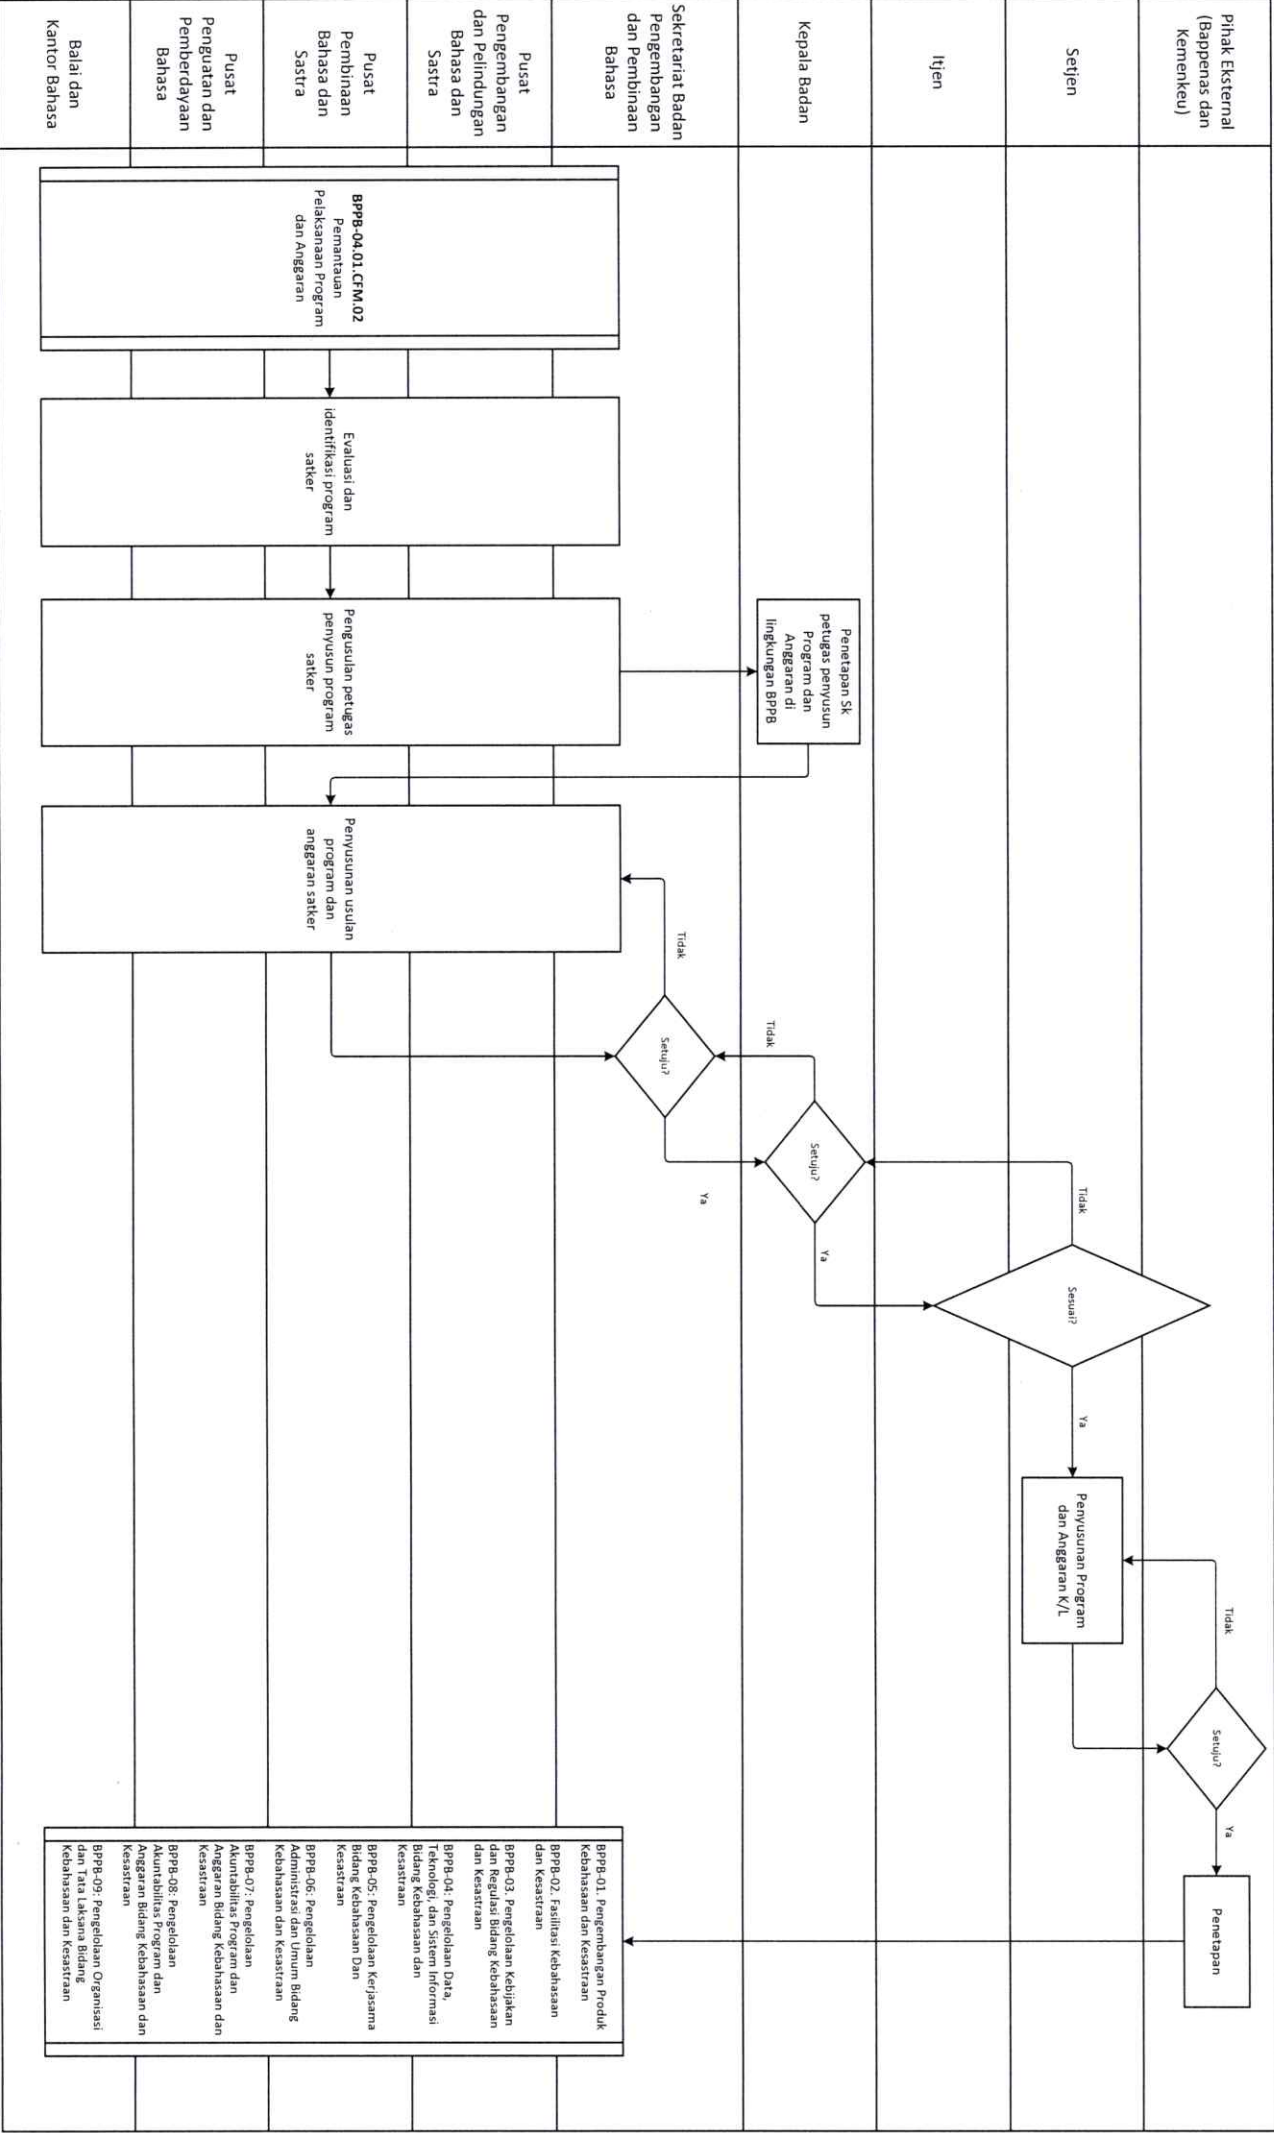 Pihak Eksternal
(Bappenas dan
Kemenkeu)
Setjen
Itjen
Kepala Badan
Sekretariat Badan
Pengembangan
dan Pembinaan
Bahasa
Pusat
Pengembangan
dan Pelindungan
Bahasa dan
Sastra
Pusat
Pembinaan
Bahasa dan
Sastra
Pusat
Penguatan dan
Pemberdayaan
Bahasa
Balai dan
Kantor Bahasa
BPPB-04.01.CFM.02
Pemantauan
Pelaksanaan Program
dan Anggaran
Evaluasi dan
identifikasi program
satker
Pengusulan petugas
penyusun program
satker
Penetapan Sk
petugas penyusun
Program dan
Anggaran di
lingkungan BPPB
Penyusunan usulan
program dan
anggaran satker
Tidak
Setuju?
Ya
Tidak
Setuju?
Ya
Tidak
Sesuai?
Ya
Penyusunan Program
dan Anggaran K/L
Tidak
Setuju?
Ya
Penetapan
BPPB-01. Pengembangan Produk
Kebahasaan dan Kesastraan
BPPB-02. Fasilitasi Kebahasaan
dan Kesastraan
BPPB-03. Pengelolaan Kebijakan
dan Regulasi Bidang Kebahasaan
dan Kesastraan
BPPB-04: Pengelolaan Data,
Teknologi, dan Sistem Informasi
Bidang Kebahasaan dan
Kesastraan
BPPB-05: Pengelolaan Kerjasama
Bidang Kebahasaan Dan
Kesastraan
BPPB-06: Pengelolaan
Administrasi dan Umum Bidang
Kebahasaan dan Kesastraan
BPPB-07: Pengelolaan
Akuntabilitas Program dan
Anggaran Bidang Kebahasaan dan
Kesastraan
BPPB-08: Pengelolaan
Akuntabilitas Program dan
Anggaran Bidang Kebahasaan dan
Kesastraan
BPPB-09: Pengelolaan Organisasi
dan Tata Laksana Bidang
Kebahasaan dan Kesastraan